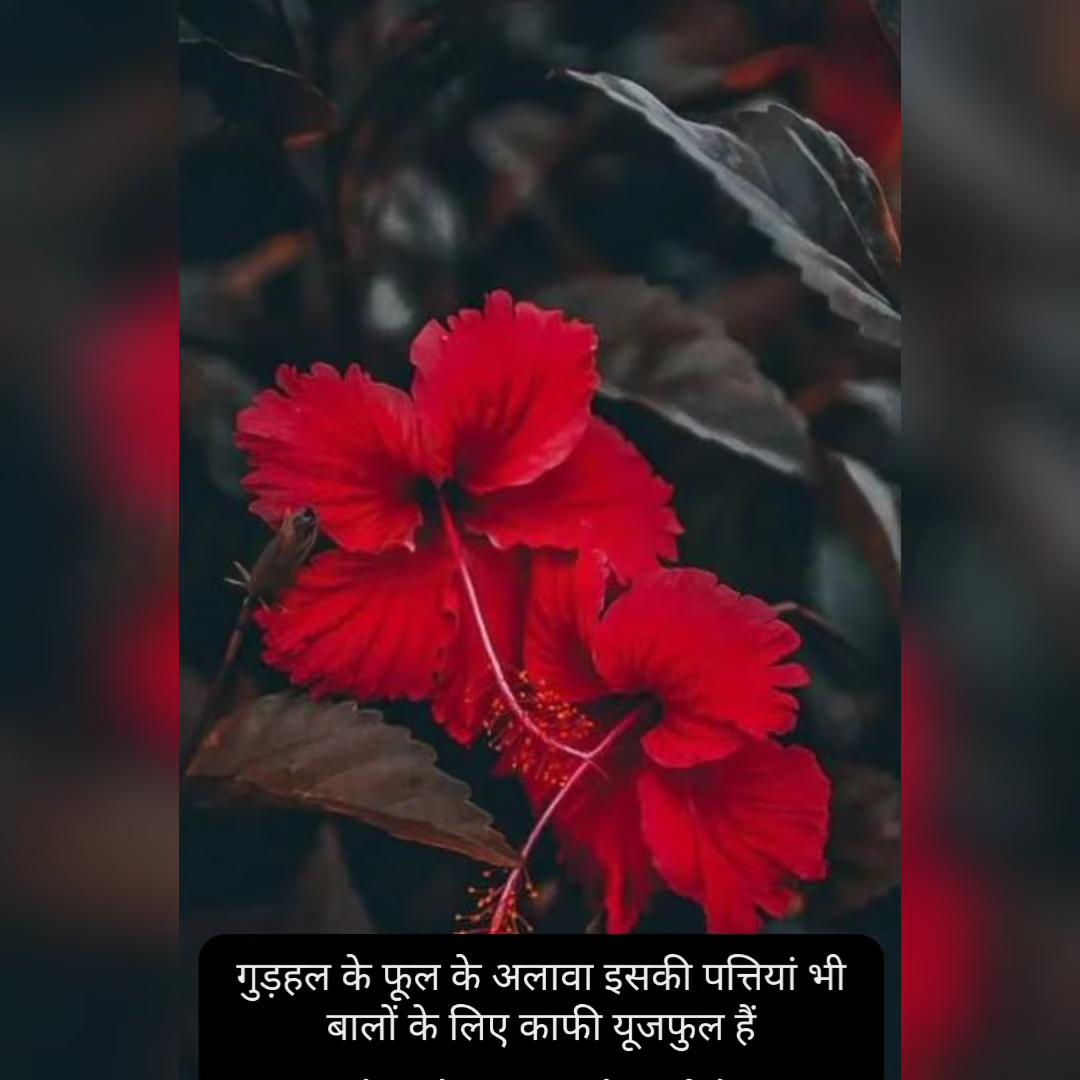 गुड़हल के फूल के अलावा इसकी पत्तियां भी
बालों के लिए काफी यूजफुल हैं